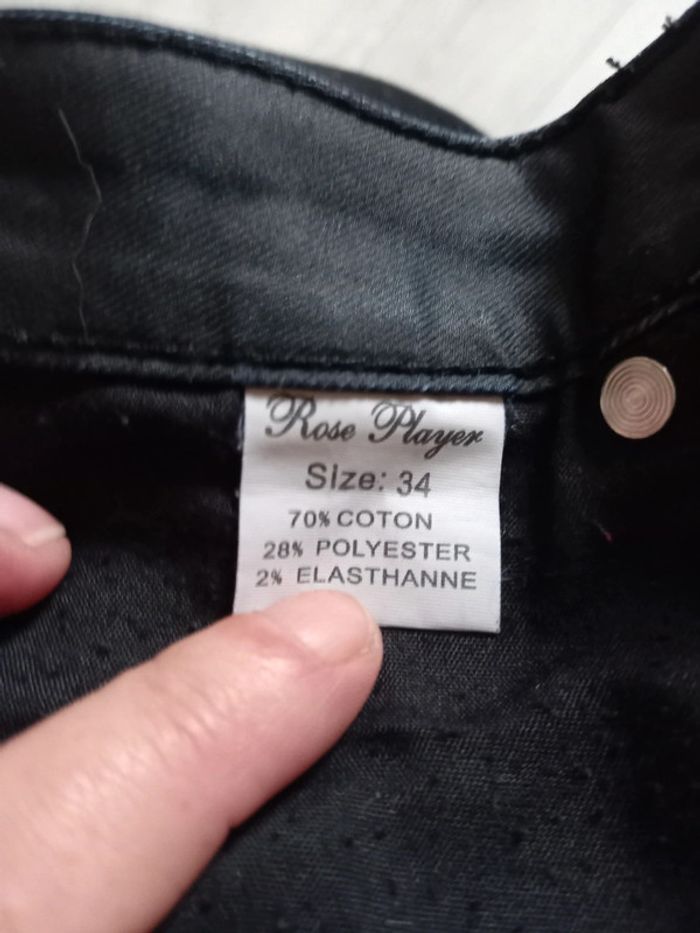 Rose Player
Size: 34
70% COTON
28% POLYESTER
2% ELASTHANNE